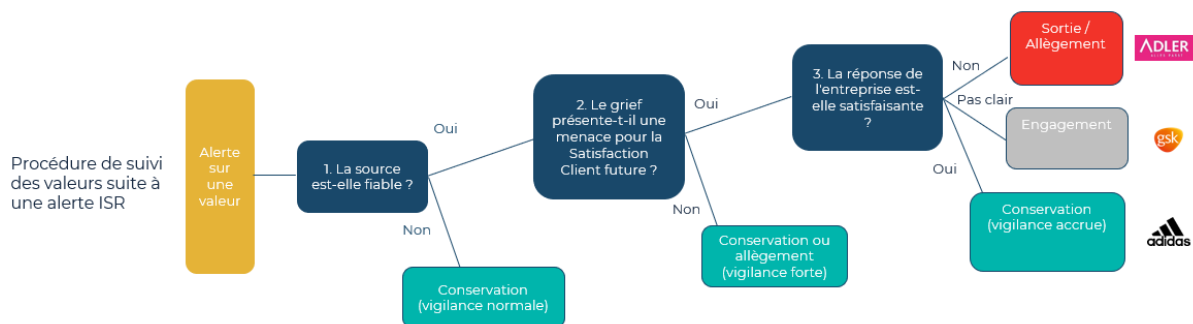 Procédure de suivi
des valeurs suite à
une alerte ISR
Alerte
sur
une
valeur
1. La source
est-elle fiable ?
Oui
Non
Conservation
(vigilance normale)
2. Le grief
présente-t-il une
menace pour la
Satisfaction
Client future ?
Oui
Non
Conservation ou
allègement
(vigilance forte)
3. La réponse de
l'entreprise est-
elle satisfaisante
?
Non
Pas clair
Oui
Sortie /
Allègement
ADLER
Engagement
gsk
Conservation
(vigilance accrue)
adidas